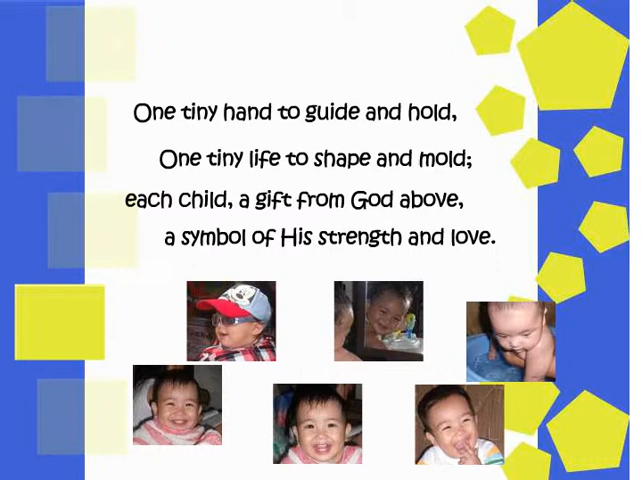 One tiny hand to guide and hold,
One tiny life to shape and mold;
each child, a gift from God above,
a symbol of His strength and love.